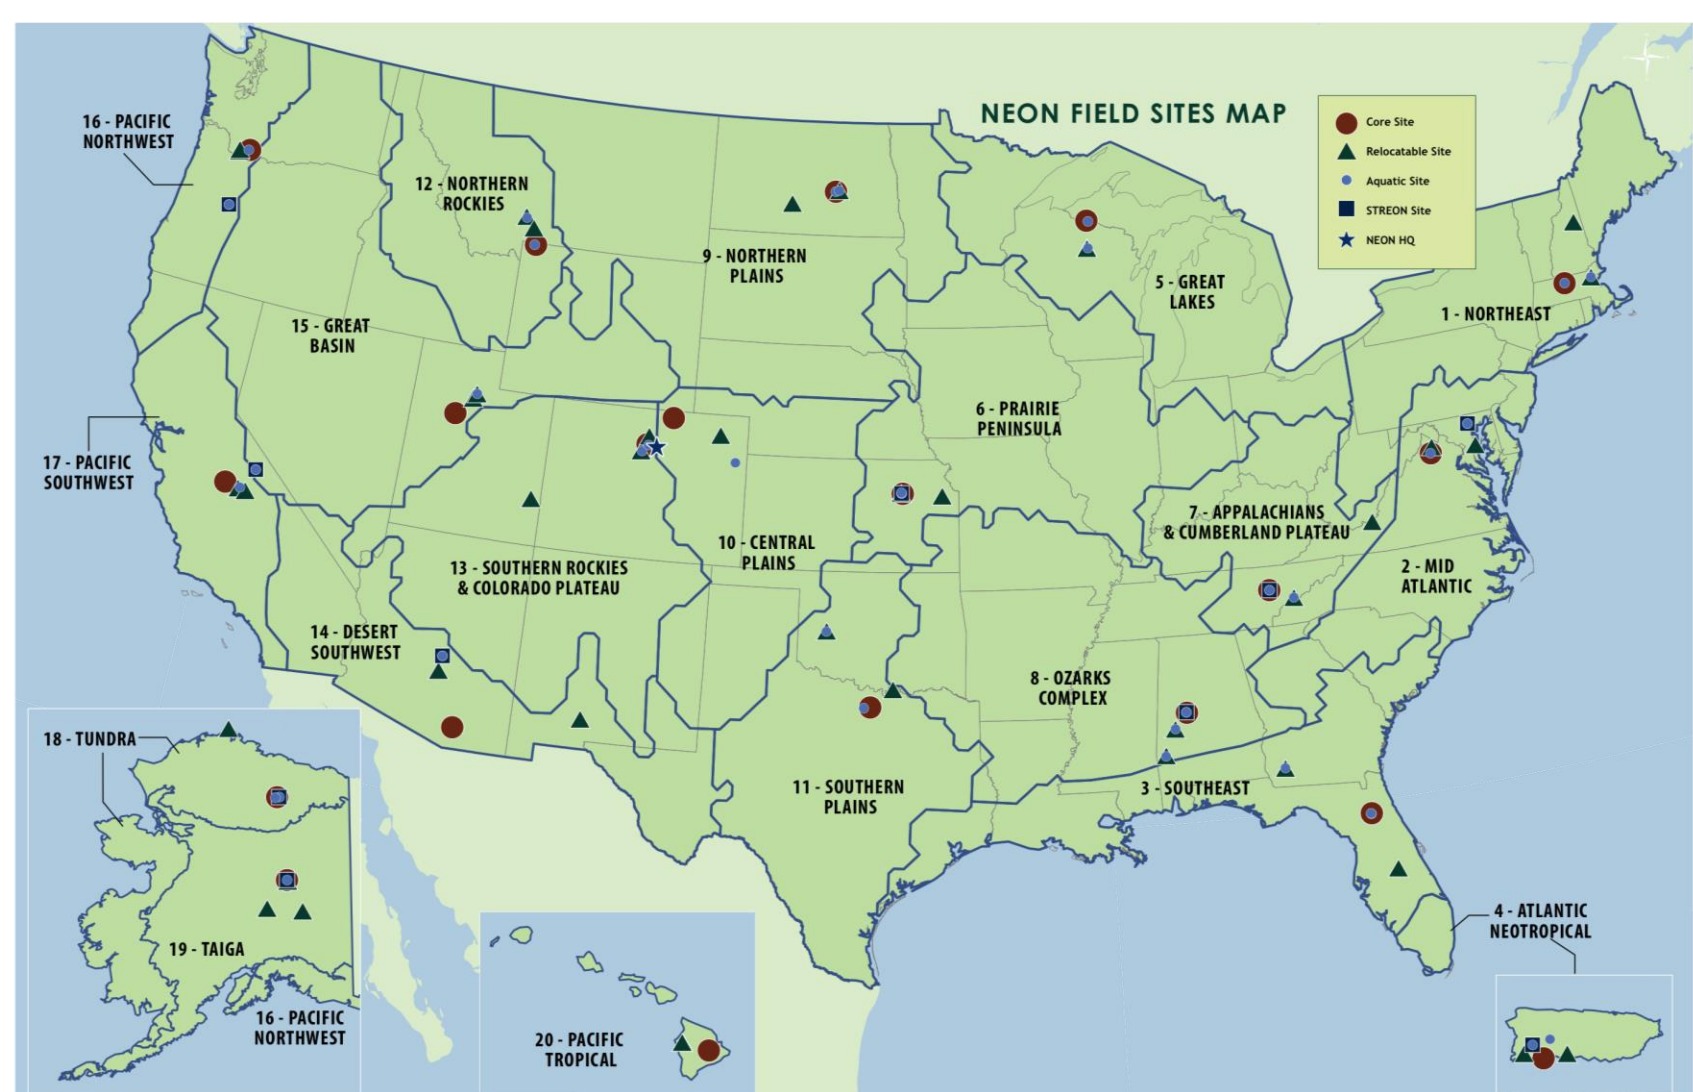 NEON FIELD SITES MAP
Core Site
Relocatable Site
Aquatic Site
STREON Site
NEON HQ
16 - PACIFIC
NORTHWEST
12 - NORTHERN
ROCKIES
9 - NORTHERN
PLAINS
5 - GREAT
LAKES
1 - NORTHEAST
15 - GREAT
BASIN
6 - PRAIRIE
PENINSULA
17 - PACIFIC
SOUTHWEST
7 - APPALACHIANS
& CUMBERLAND PLATEAU
10 - CENTRAL
PLAINS
13 - SOUTHERN ROCKIES
& COLORADO PLATEAU
2 - MID
ATLANTIC
14 - DESERT
SOUTHWEST
8 - OZARKS
COMPLEX
18 - TUNDRA
11 - SOUTHERN
PLAINS
3 - SOUTHEAST
4 - ATLANTIC
NEOTROPICAL
19 - TAIGA
16 - PACIFIC
NORTHWEST
20 - PACIFIC
TROPICAL